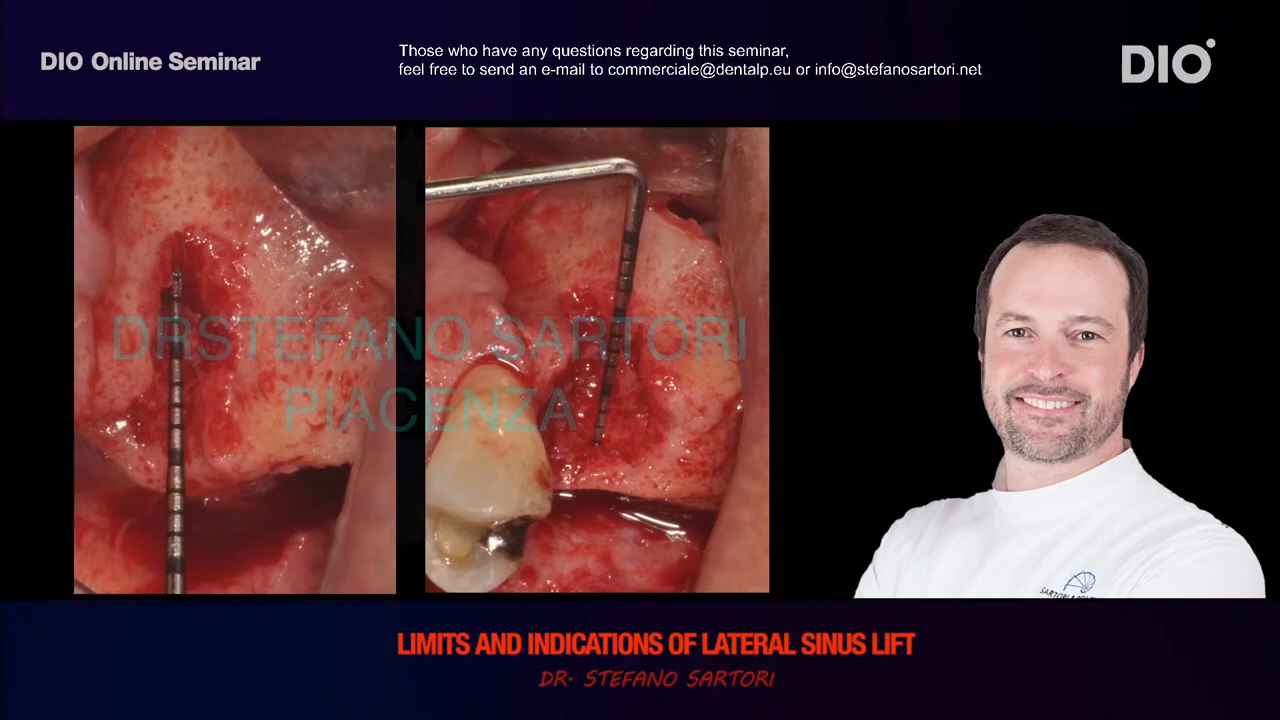 DIO Online Seminar
Those who have any questions regarding this seminar,
feel free to send an e-mail to commerciale@dentalp.eu or info@stefanosartori.net
DIO
DRSTEFANO SARTORI
PIACENZA
LIMITS AND INDICATIONS OF LATERAL SINUS LIFT
DR. STEFANO SARTORI